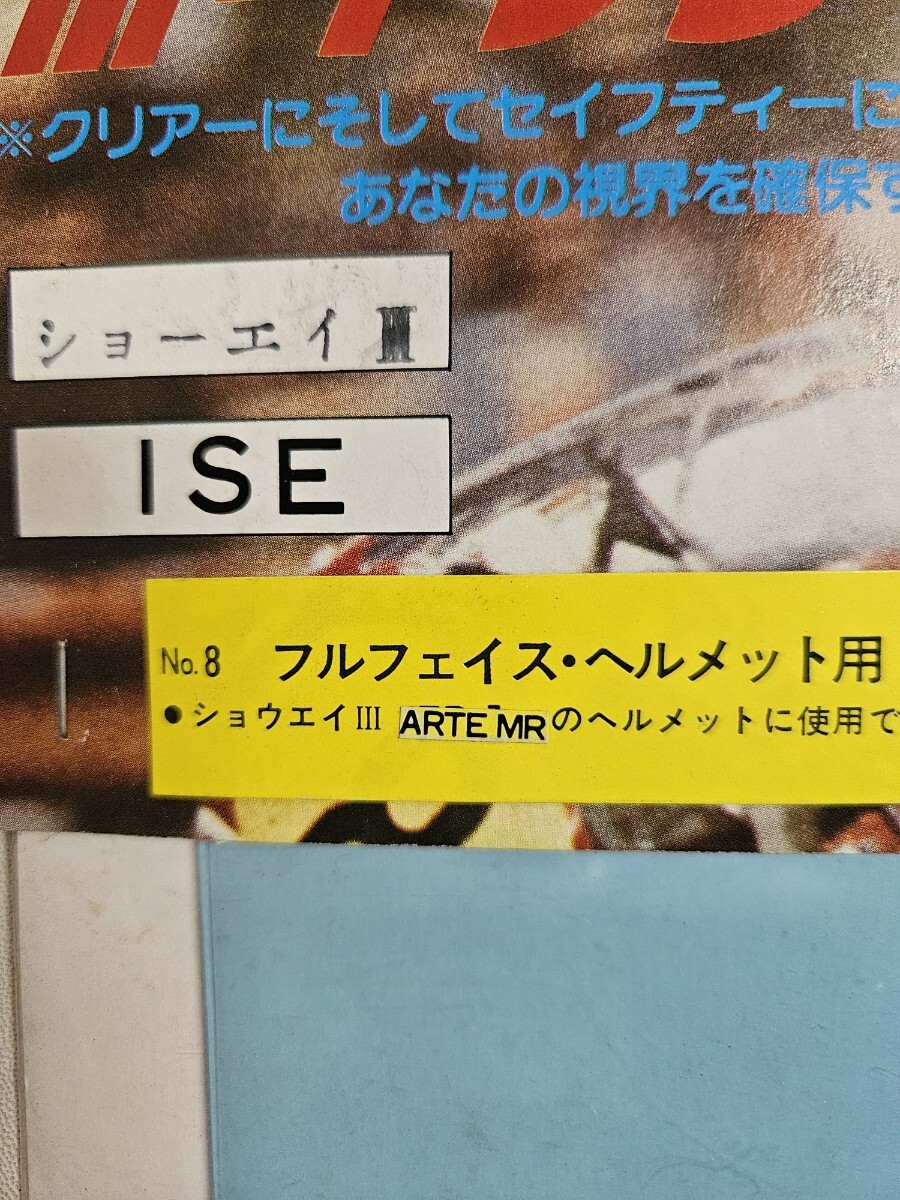 ※クリアーにそしてセイフティーに
あなたの視界を確保す
ショーエイⅢ
ISE
No.8 フルフェイス・ヘルメット用
●ショウエイIII ARTE MR のヘルメットに使用で